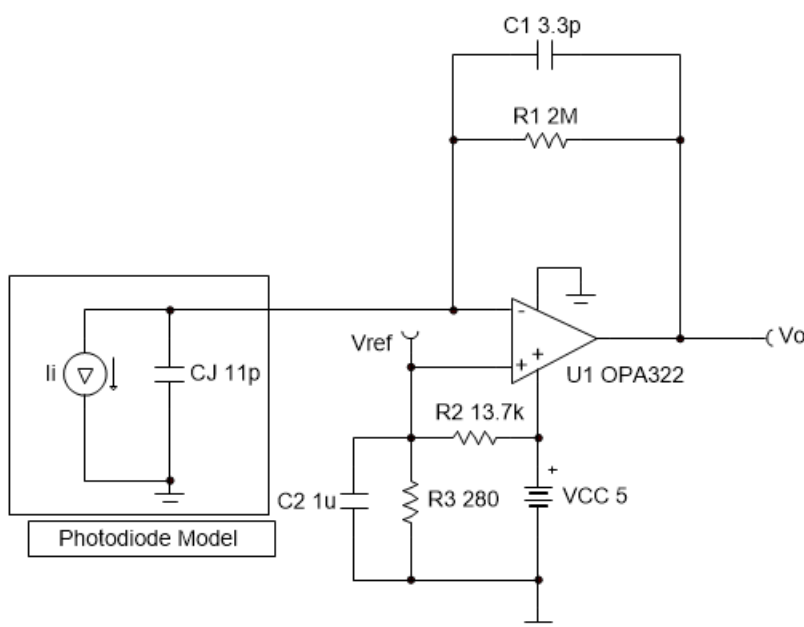 C1 3.3p
R1 2M
-
Vref
Ii
CJ 11p
+
+
Vo
U1 OPA322
R2 13.7k
+
C2 1u
R3 280
VCC 5
Photodiode Model